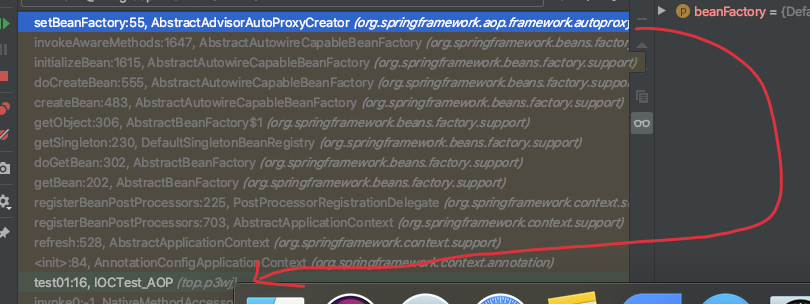 setBeanFactory:55, AbstractAdvisorAutoProxyCreator (org.springframework.aop.framework.autoproxy
beanFactory = {Defa
invokeAwareMethods:1647, AbstractAutowireCapableBeanFactory (org.springframework.beans.factory
initializeBean:1615, AbstractAutowireCapableBeanFactory (org.springframework.beans.factory.support)
doCreateBean:555, AbstractAutowireCapableBeanFactory (org.springframework.beans.factory.support)
createBean:483, AbstractAutowireCapableBeanFactory (org.springframework.beans.factory.support)
getObject:306, AbstractBeanFactory$1 (org.springframework.beans.factory.support)
getSingleton:230, DefaultSingletonBeanRegistry (org.springframework.beans.factory.support)
doGetBean:302, AbstractBeanFactory (org.springframework.beans.factory.support)
getBean:202, AbstractBeanFactory (org.springframework.beans.factory.support)
registerBeanPostProcessors:225, PostProcessorRegistrationDelegate (org.springframework.context.su
registerBeanPostProcessors:703, AbstractApplicationContext (org.springframework.context.support)
refresh:528, AbstractApplicationContext (org.springframework.context.support)
<init>:84, AnnotationConfigApplicationContext (org.springframework.context.annotation)
test01:16, IOCTest_AOP (top.p3wj)